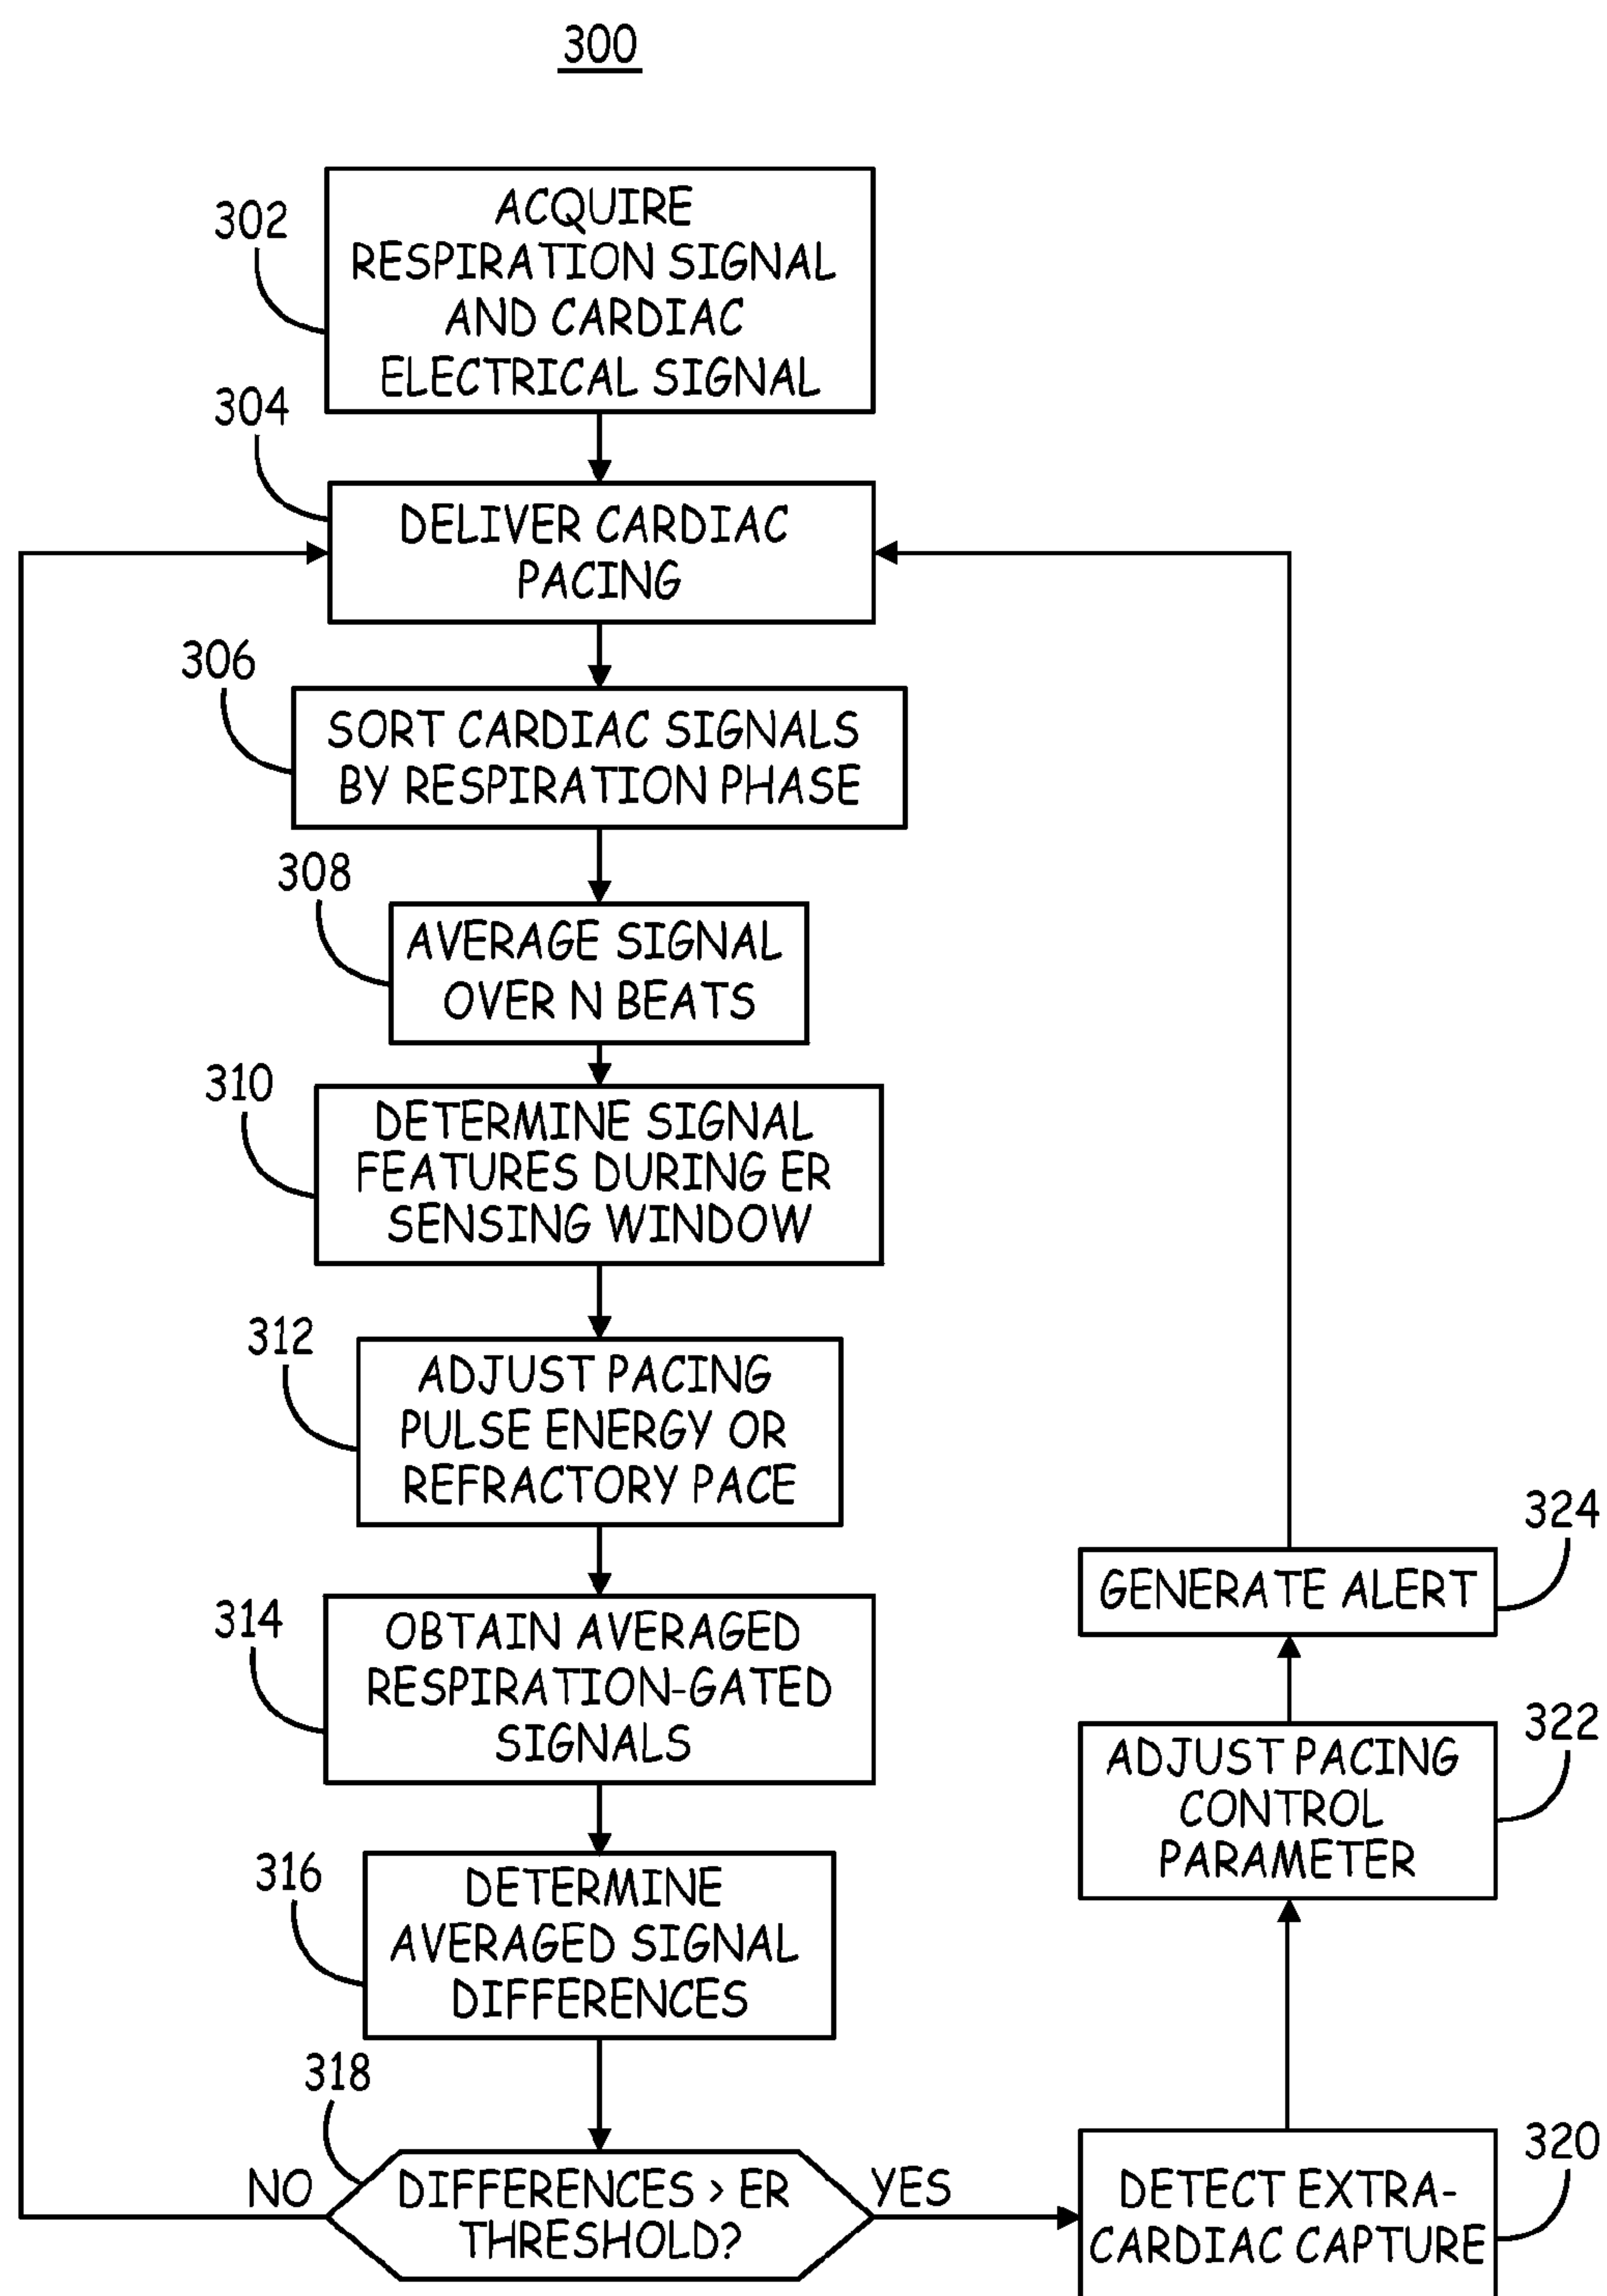 300
302
ACQUIRE
RESPIRATION SIGNAL
AND CARDIAC
ELECTRICAL SIGNAL
304
DELIVER CARDIAC
PACING
306
SORT CARDIAC SIGNALS
BY RESPIRATION PHASE
308
AVERAGE SIGNAL
OVER N BEATS
310
DETERMINE SIGNAL
FEATURES DURING ER
SENSING WINDOW
312
ADJUST PACING
PULSE ENERGY OR
REFRACTORY PACE
314
OBTAIN AVERAGED
RESPIRATION-GATED
SIGNALS
316
DETERMINE
AVERAGED SIGNAL
DIFFERENCES
318
DIFFERENCES > ER
THRESHOLD?
NO
YES
320
DETECT EXTRA-
CARDIAC CAPTURE
322
ADJUST PACING
CONTROL
PARAMETER
324
GENERATE ALERT